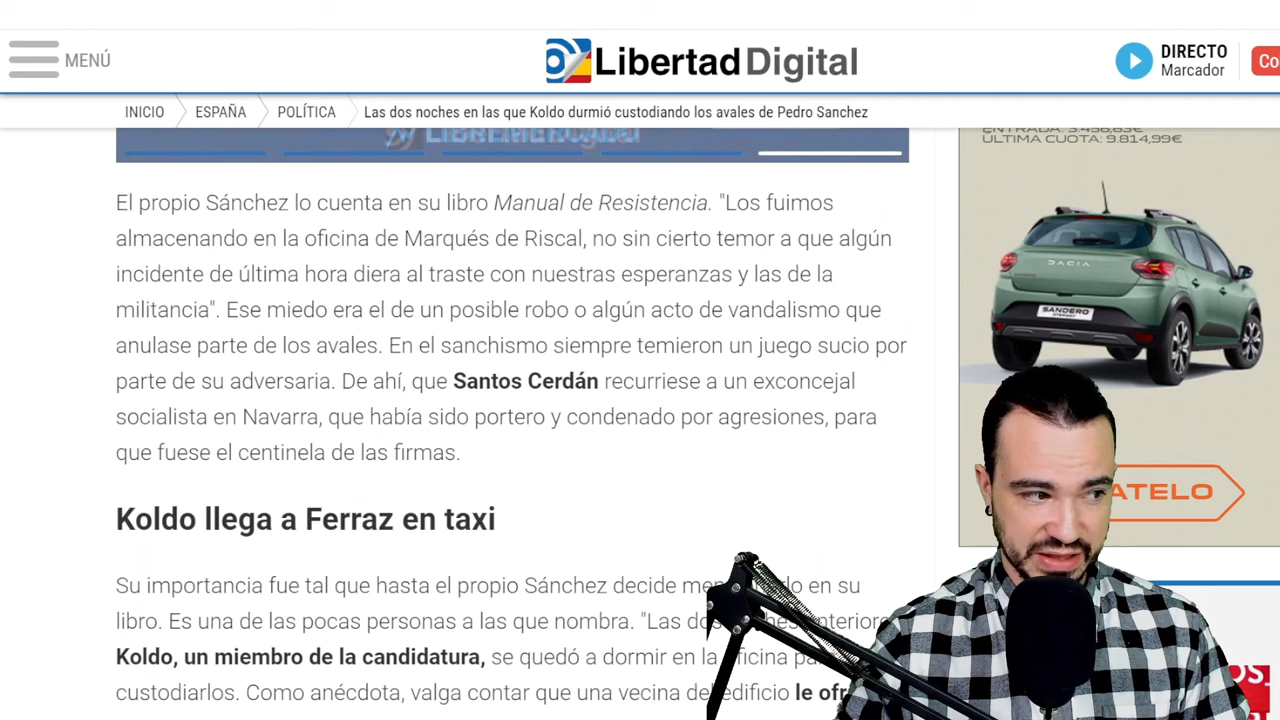 MENÚ
Libertad Digital
DIRECTO
Marcador
Co
INICIO
ESPAÑA
POLÍTICA
Las dos noches en las que Koldo durmió custodiando los avales de Pedro Sanchez
ÚLTIMA CUOTA: 9.814,99€
El propio Sánchez lo cuenta en su libro Manual de Resistencia. "Los fuimos
almacenando en la oficina de Marqués de Riscal, no sin cierto temor a que algún
incidente de última hora diera al traste con nuestras esperanzas y las de la
militancia". Ese miedo era el de un posible robo o algún acto de vandalismo que
anulase parte de los avales. En el sanchismo siempre temieron un juego sucio por
parte de su adversaria. De ahí, que Santos Cerdán recurriese a un exconcejal
socialista en Navarra, que había sido portero y condenado por agresiones, para
que fuese el centinela de las firmas.
DACIA
SANDERO
STEPWAY
ATELO
Koldo llega a Ferraz en taxi
Su importancia fue tal que hasta el propio Sánchez decide
en su
libro. Es una de las pocas personas a las que nombra. "Las
Koldo, un miembro de la candidatura, se quedó a dormir en la
custodiarlos. Como anécdota, valga contar que una vecina del edificio le